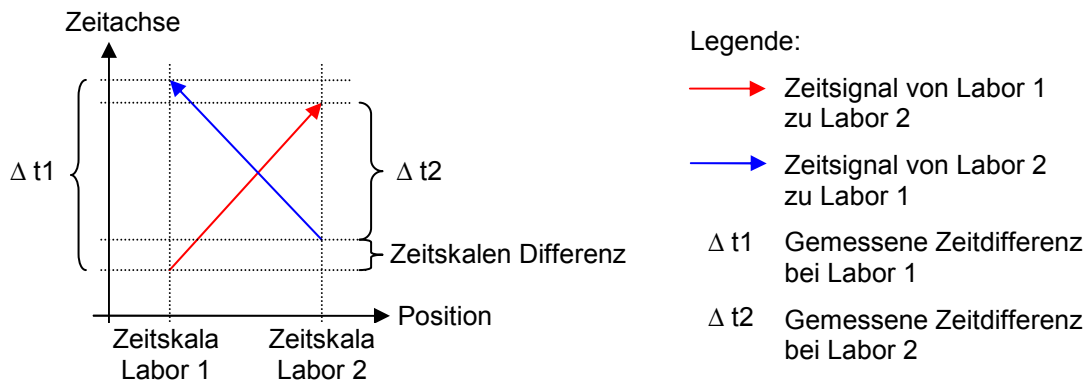 Zeitachse
Δ t1
Δ t2
Zeitskalen Differenz
Position
Zeitskala
Labor 1
Zeitskala
Labor 2
Legende:
Zeitsignal von Labor 1
zu Labor 2
Zeitsignal von Labor 2
zu Labor 1
Δ t1 Gemessene Zeitdifferenz
bei Labor 1
Δ t2 Gemessene Zeitdifferenz
bei Labor 2